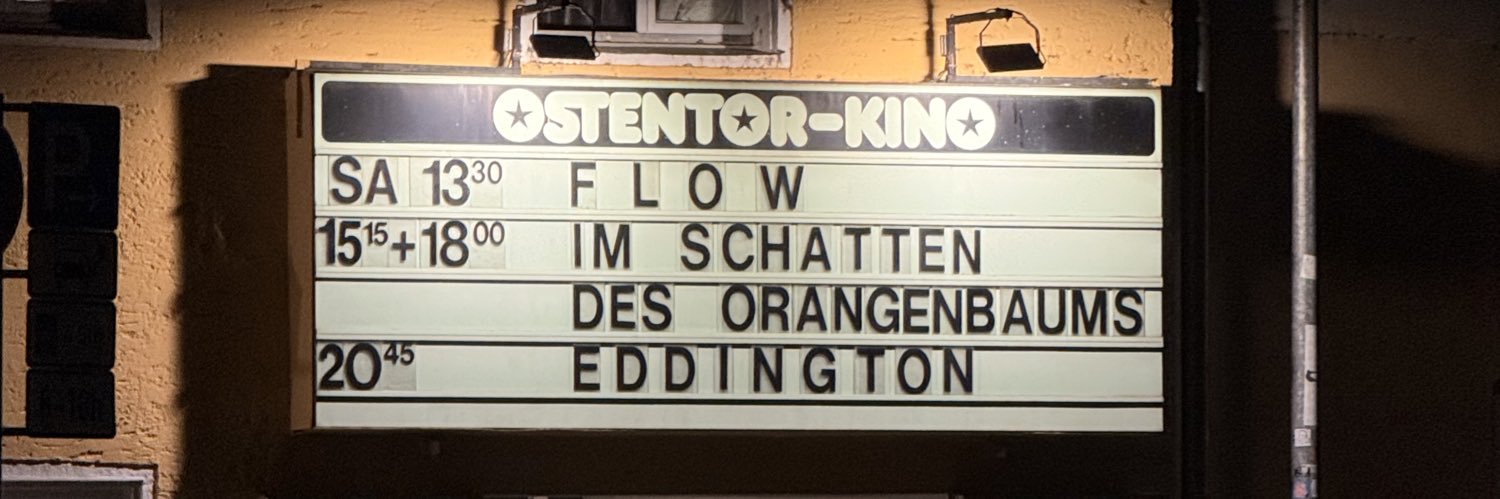 OSTENTOR-KINO
SA 13³⁰ FLOW
15¹⁵+18⁰⁰ IM SCHATTEN
DES ORANGENBAUMS
20⁴⁵ EDDINGTON